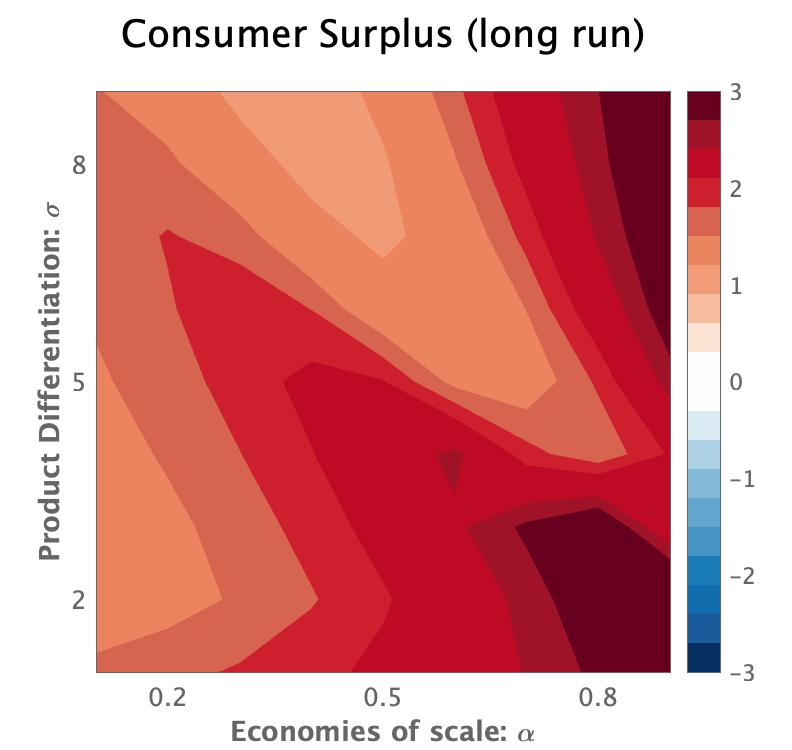 Consumer Surplus (long run)
Product Differentiation: σ
8
5
2
0.2 0.5 0.8
Economies of scale: α
3
2
1
0
−1
−2
−3